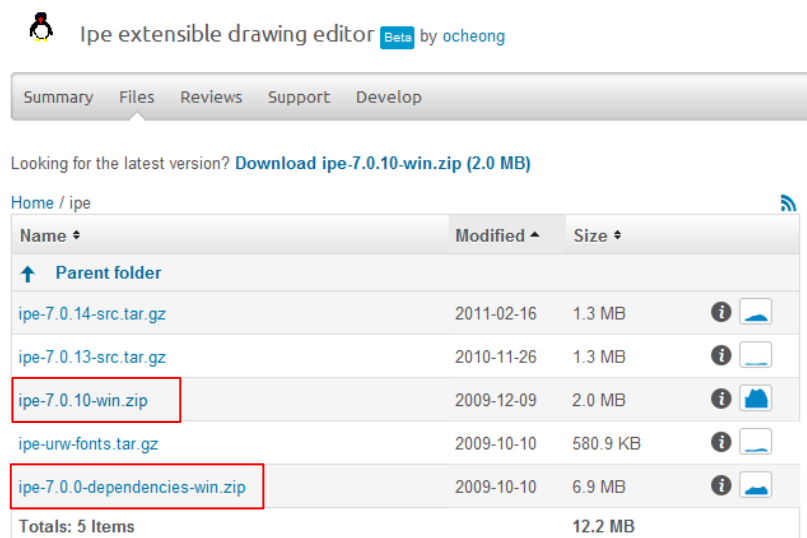 Ipe extensible drawing editor Beta by ocheong
Summary Files Reviews Support Develop
Looking for the latest version? Download ipe-7.0.10-win.zip (2.0 MB)
Home / ipe
Name Modified Size
Parent folder
ipe-7.0.14-src.tar.gz 2011-02-16 1.3 MB
ipe-7.0.13-src.tar.gz 2010-11-26 1.3 MB
ipe-7.0.10-win.zip 2009-12-09 2.0 MB
ipe-urw-fonts.tar.gz 2009-10-10 580.9 KB
ipe-7.0.0-dependencies-win.zip 2009-10-10 6.9 MB
Totals: 5 Items 12.2 MB